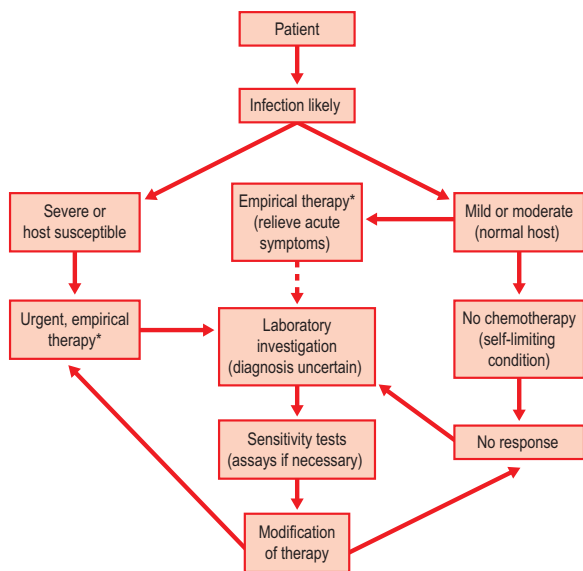 Patient
Infection likely
Severe or
host susceptible
Empirical therapy*
(relieve acute
symptoms)
Mild or moderate
(normal host)
Urgent, empirical
therapy*
Laboratory
investigation
(diagnosis uncertain)
No chemotherapy
(self-limiting
condition)
Sensitivity tests
(assays if necessary)
No response
Modification
of therapy